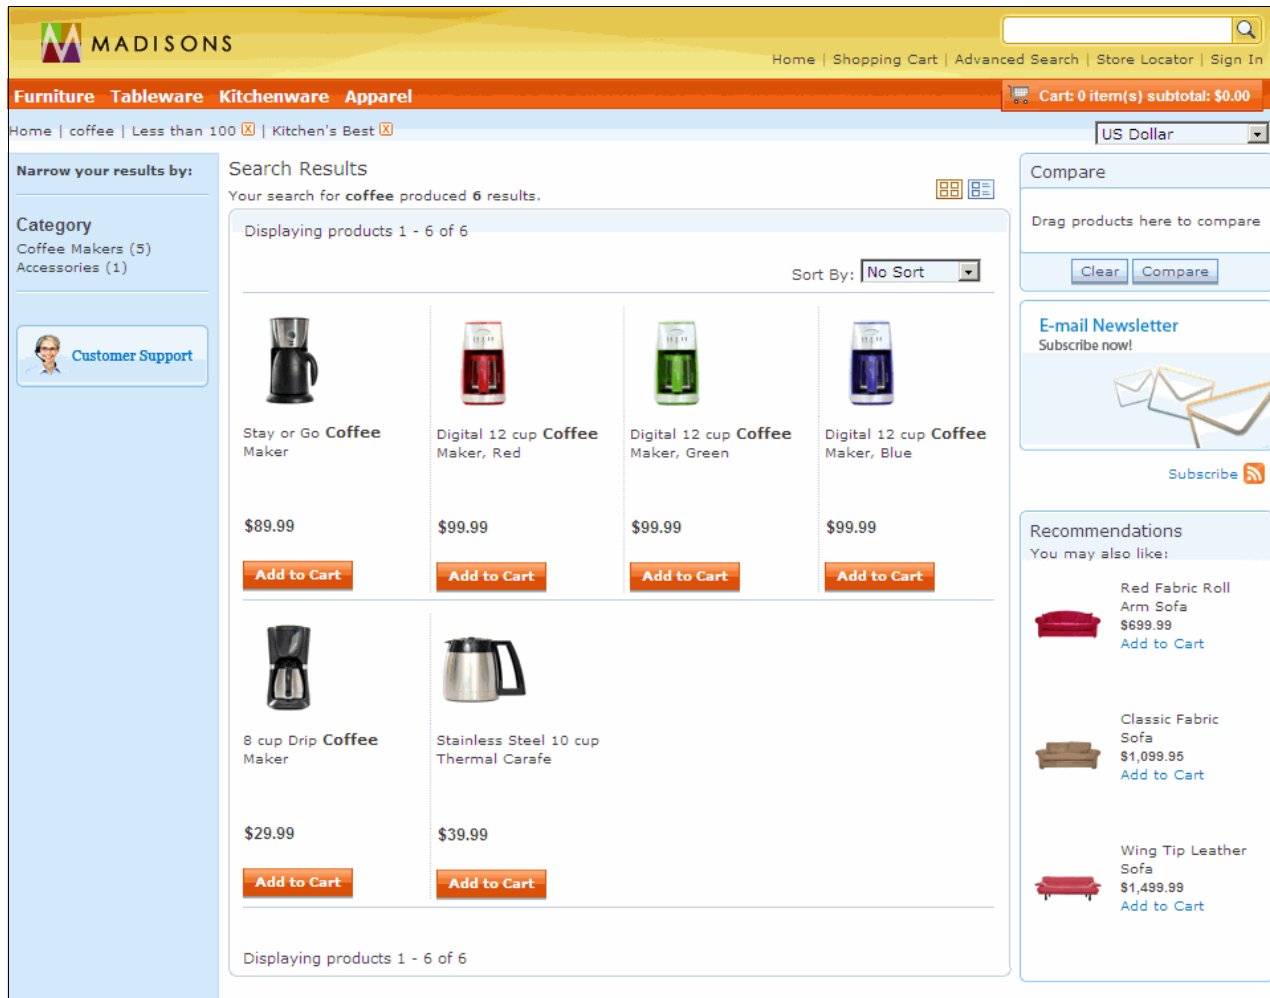 MADISONS
Home | Shopping Cart | Advanced Search | Store Locator | Sign In
Furniture Tableware Kitchenware Apparel
Cart: 0 item(s) subtotal: $0.00
Home | coffee | Less than 100 | Kitchen's Best
US Dollar
Narrow your results by:
Category
Coffee Makers (5)
Accessories (1)
Customer Support
Search Results
Your search for coffee produced 6 results.
Displaying products 1 - 6 of 6
Sort By: No Sort
Stay or Go Coffee
Maker
$89.99
Add to Cart
Digital 12 cup Coffee
Maker, Red
$99.99
Add to Cart
Digital 12 cup Coffee
Maker, Green
$99.99
Add to Cart
Digital 12 cup Coffee
Maker, Blue
$99.99
Add to Cart
8 cup Drip Coffee
Maker
$29.99
Add to Cart
Stainless Steel 10 cup
Thermal Carafe
$39.99
Add to Cart
Displaying products 1 - 6 of 6
Compare
Drag products here to compare
Clear Compare
E-mail Newsletter
Subscribe now!
Subscribe
Recommendations
You may also like:
Red Fabric Roll
Arm Sofa
$699.99
Add to Cart
Classic Fabric
Sofa
$1,099.95
Add to Cart
Wing Tip Leather
Sofa
$1,499.99
Add to Cart